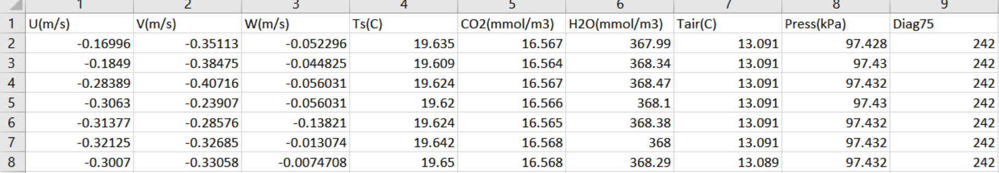 1 2 3 4 5 6 7 8 9
1 U(m/s) V(m/s) W(m/s) Ts(C) CO2(mmol/m3) H2O(mmol/m3) Tair(C) Press(kPa) Diag75
2 -0.16996 -0.35113 -0.052296 19.635 16.567 367.99 13.091 97.428 242
3 -0.1849 -0.38475 -0.044825 19.609 16.564 368.34 13.091 97.43 242
4 -0.28389 -0.40716 -0.056031 19.624 16.567 368.47 13.091 97.432 242
5 -0.3063 -0.23907 -0.056031 19.62 16.566 368.1 13.091 97.43 242
6 -0.31377 -0.28576 -0.13821 19.624 16.565 368.38 13.091 97.432 242
7 -0.32125 -0.32685 -0.013074 19.642 16.568 368 13.091 97.432 242
8 -0.3007 -0.33058 -0.0074708 19.65 16.568 368.29 13.089 97.432 242